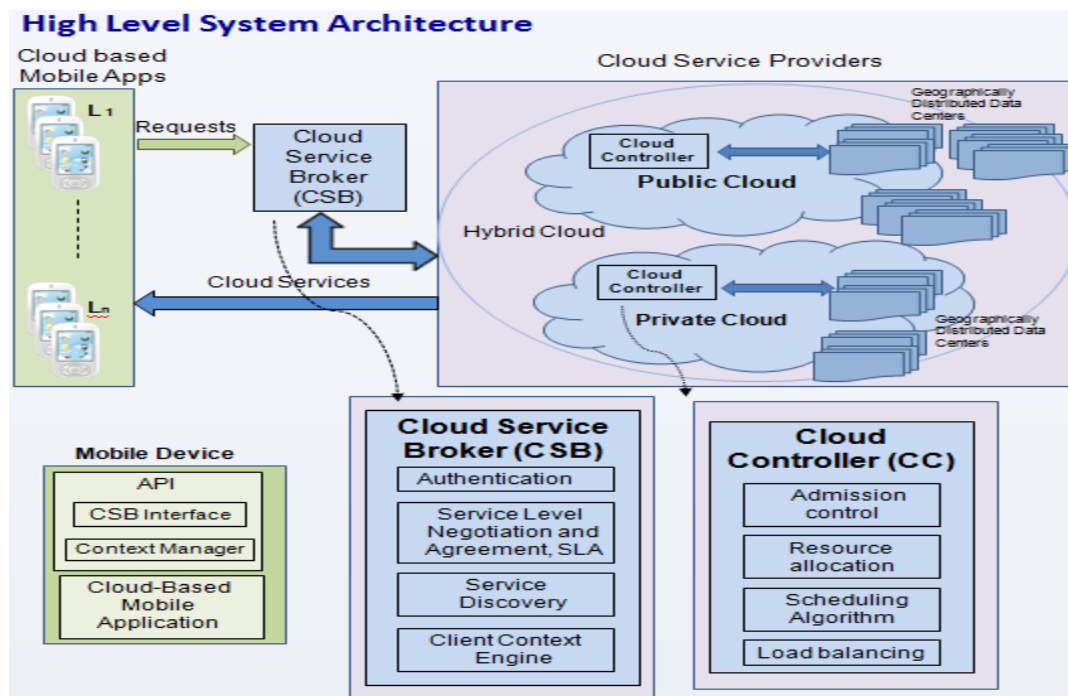 High Level System Architecture
Cloud based
Mobile Apps
L 1
Requests
Cloud
Service
Broker
(CSB)
Cloud Service Providers
Geographically
Distributed Data
Centers
Cloud
Controller
Public Cloud
Hybrid Cloud
Cloud Services
Ln
Cloud
Controller
Private Cloud
Geographically
Distributed Data
Centers
Mobile Device
API
CSB Interface
Context Manager
Cloud-Based
Mobile
Application
Cloud Service
Broker (CSB)
Authentication
Service Level
Negotiation and
Agreement, SLA
Service
Discovery
Client Context
Engine
Cloud
Controller (CC)
Admission
control
Resource
allocation
Scheduling
Algorithm
Load balancing